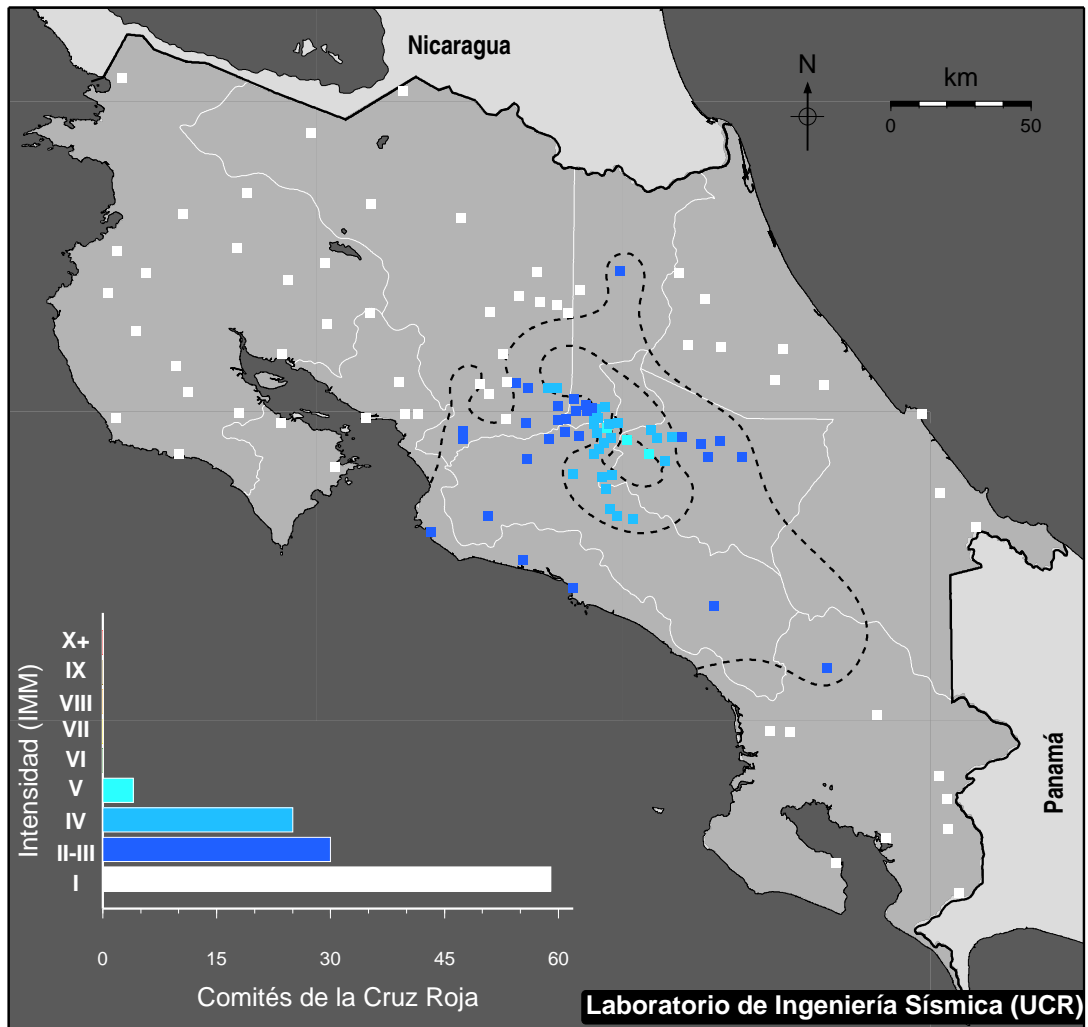 Nicaragua
N
km
0 50
Panamá
Intensidad (IMM)
X+
IX
VIII
VII
VI
V
IV
II-III
I
0 15 30 45 60
Comités de la Cruz Roja
Laboratorio de Ingeniería Sísmica (UCR)